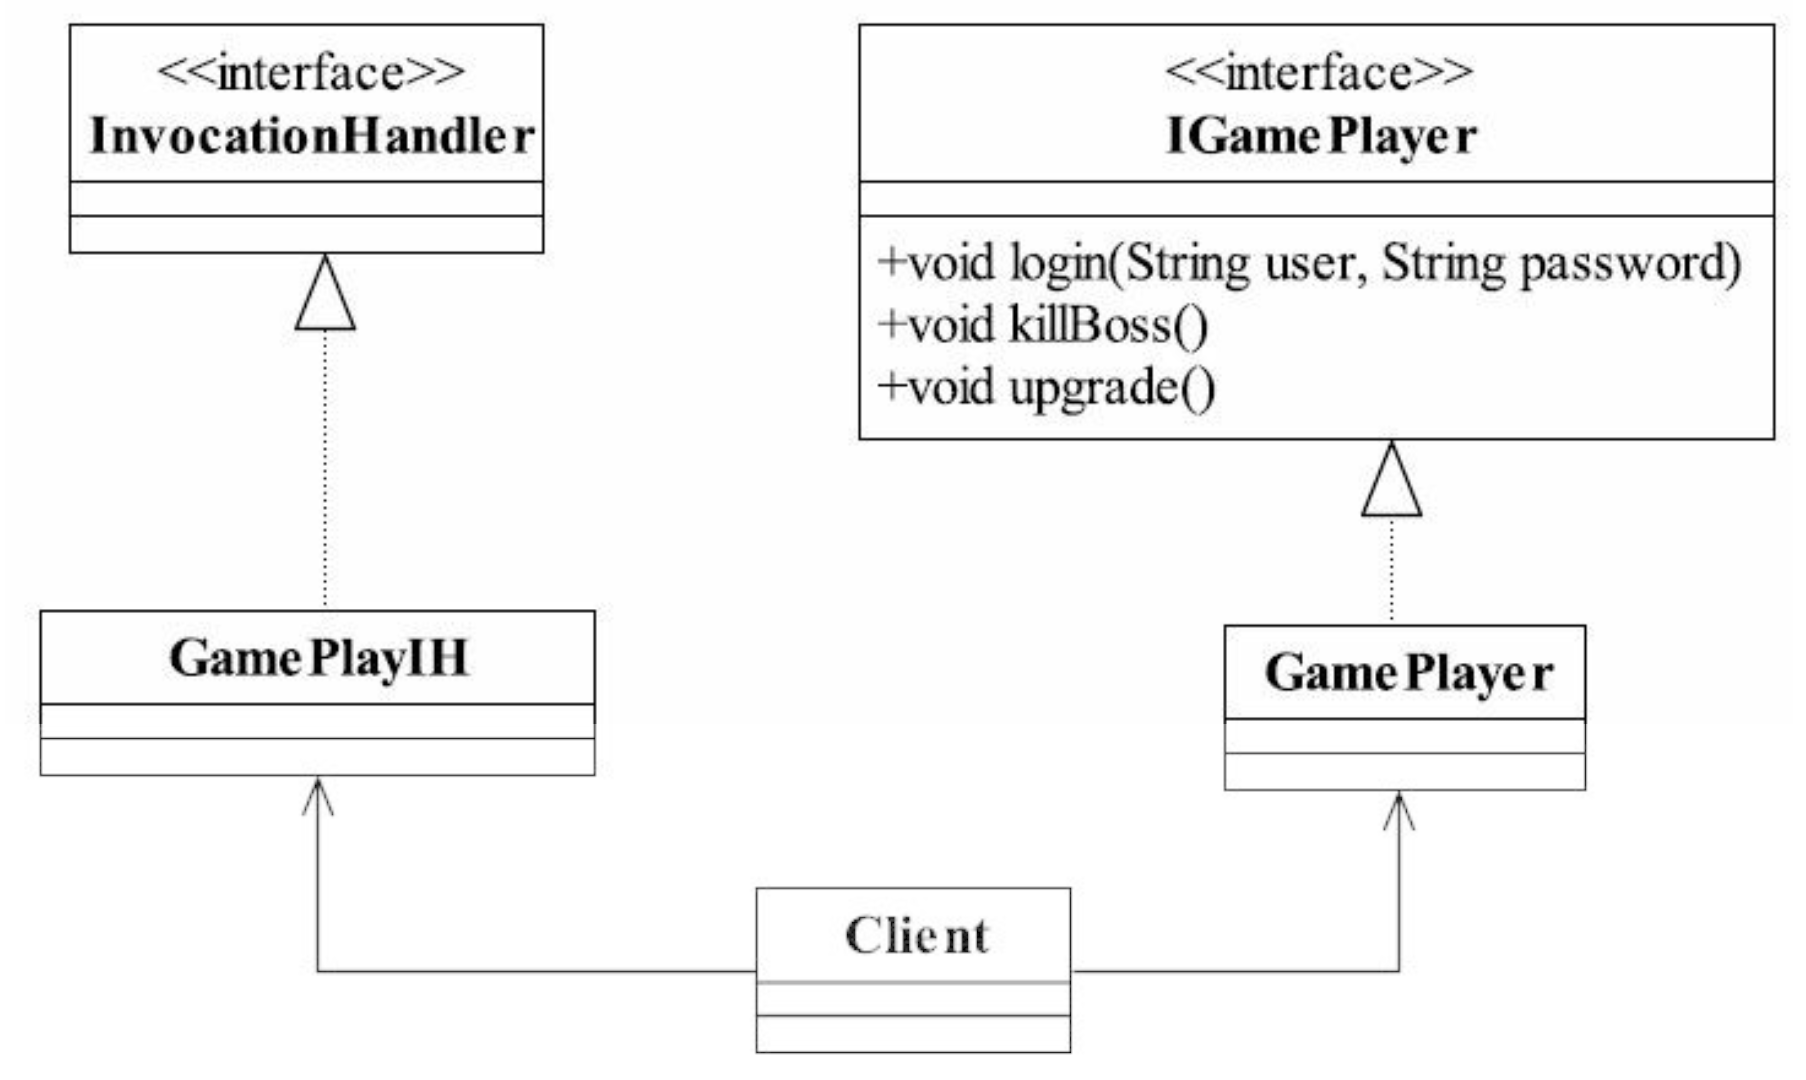 <<interface>>
InvocationHandler
<<interface>>
IGamePlayer
+void login(String user, String password)
+void killBoss()
+void upgrade()
GamePlayIH
GamePlayer
Client